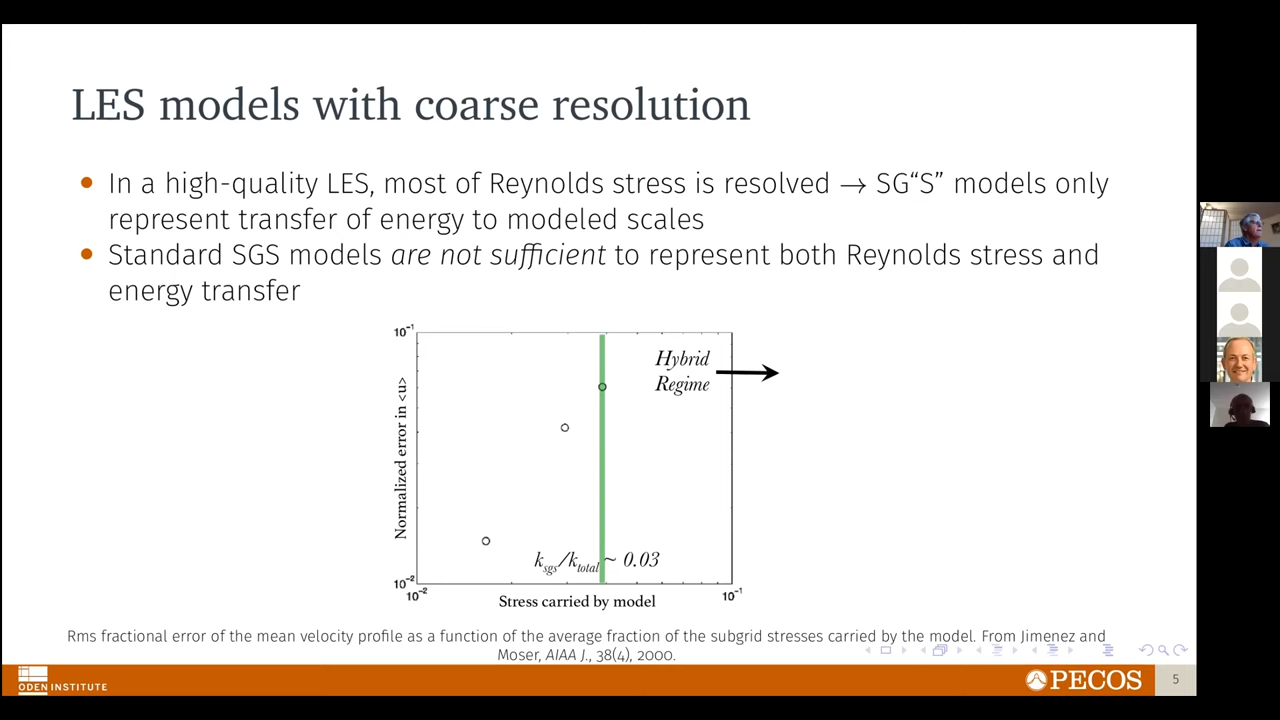 LES models with coarse resolution
• In a high-quality LES, most of Reynolds stress is resolved → SG“S” models only
represent transfer of energy to modeled scales
• Standard SGS models are not sufficient to represent both Reynolds stress and
energy transfer
10⁻¹
Hybrid
Regime
Normalized error in <u>
k_sgs/k_total ~ 0.03
10⁻²
10⁻²
10⁻¹
Stress carried by model
Rms fractional error of the mean velocity profile as a function of the average fraction of the subgrid stresses carried by the model. From Jimenez and
Moser, AIAA J., 38(4), 2000.
ODEN INSTITUTE
PECOS
5